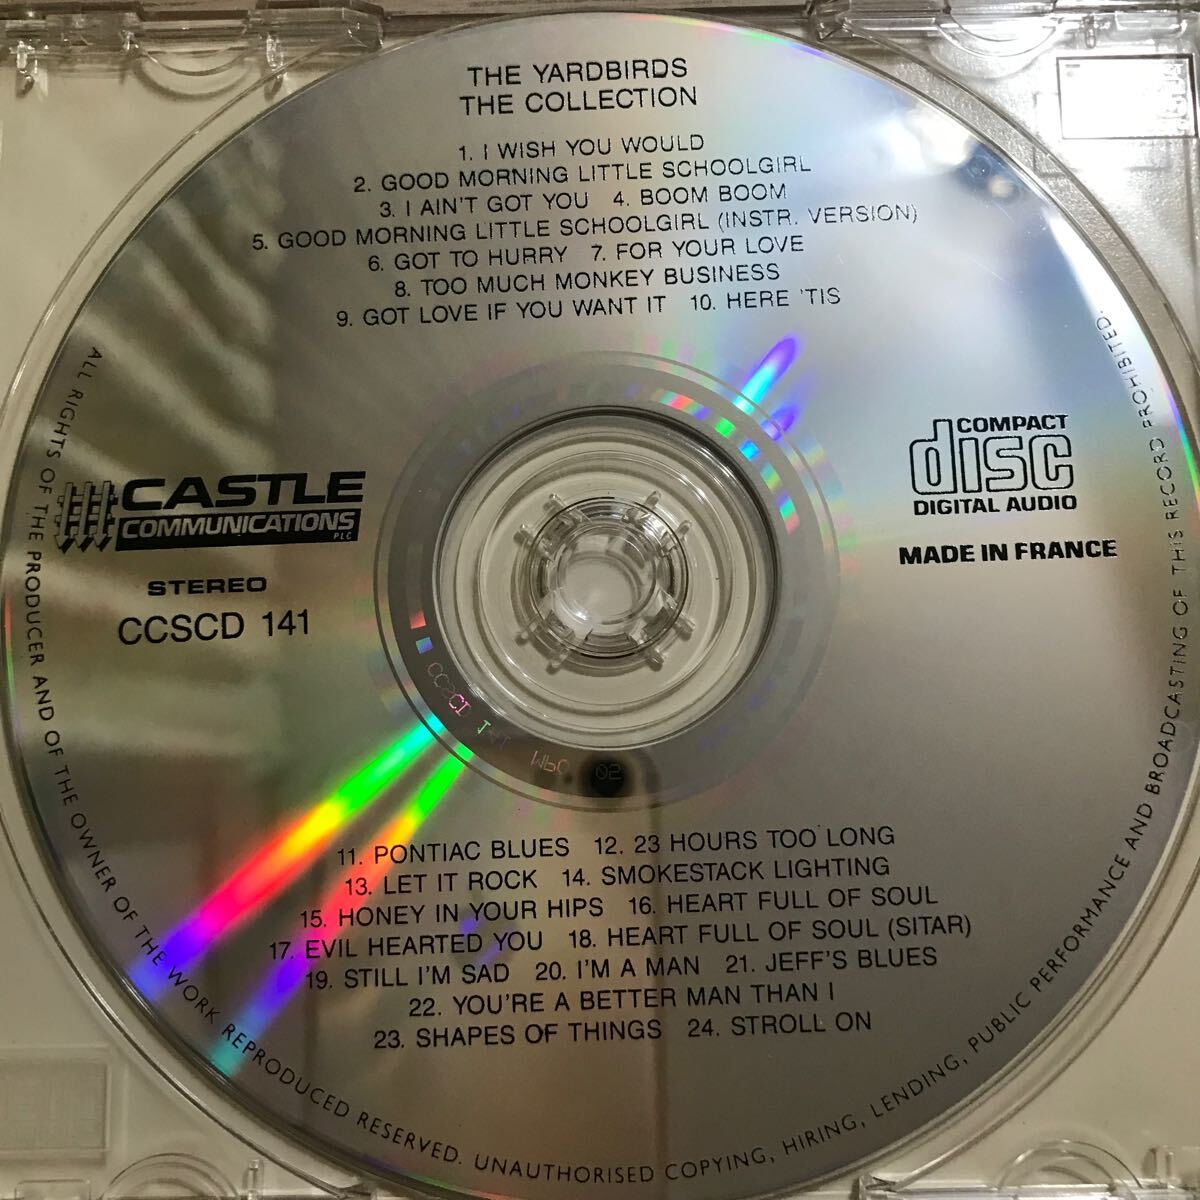 THE YARDBIRDS
THE COLLECTION
1. I WISH YOU WOULD
2. GOOD MORNING LITTLE SCHOOLGIRL
3. I AIN'T GOT YOU 4. BOOM BOOM
5. GOOD MORNING LITTLE SCHOOLGIRL (INSTR. VERSION)
6. GOT TO HURRY 7. FOR YOUR LOVE
8. TOO MUCH MONKEY BUSINESS
9. GOT LOVE IF YOU WANT IT 10. HERE 'TIS
CASTLE
COMMUNICATIONS
PLC
STEREO
CCSCD 141
COMPACT
disc
DIGITAL AUDIO
MADE IN FRANCE
11. PONTIAC BLUES 12. 23 HOURS TOO LONG
13. LET IT ROCK 14. SMOKESTACK LIGHTING
15. HONEY IN YOUR HIPS 16. HEART FULL OF SOUL
17. EVIL HEARTED YOU 18. HEART FULL OF SOUL (SITAR)
19. STILL I'M SAD 20. I'M A MAN 21. JEFF'S BLUES
22. YOU'RE A BETTER MAN THAN I
23. SHAPES OF THINGS 24. STROLL ON
ALL RIGHTS OF THE PRODUCER AND OF THE OWNER OF THE WORK REPRODUCED RESERVED. UNAUTHORISED COPYING, HIRING, LENDING, PUBLIC PERFORMANCE AND BROADCASTING OF THIS RECORD PROHIBITED.